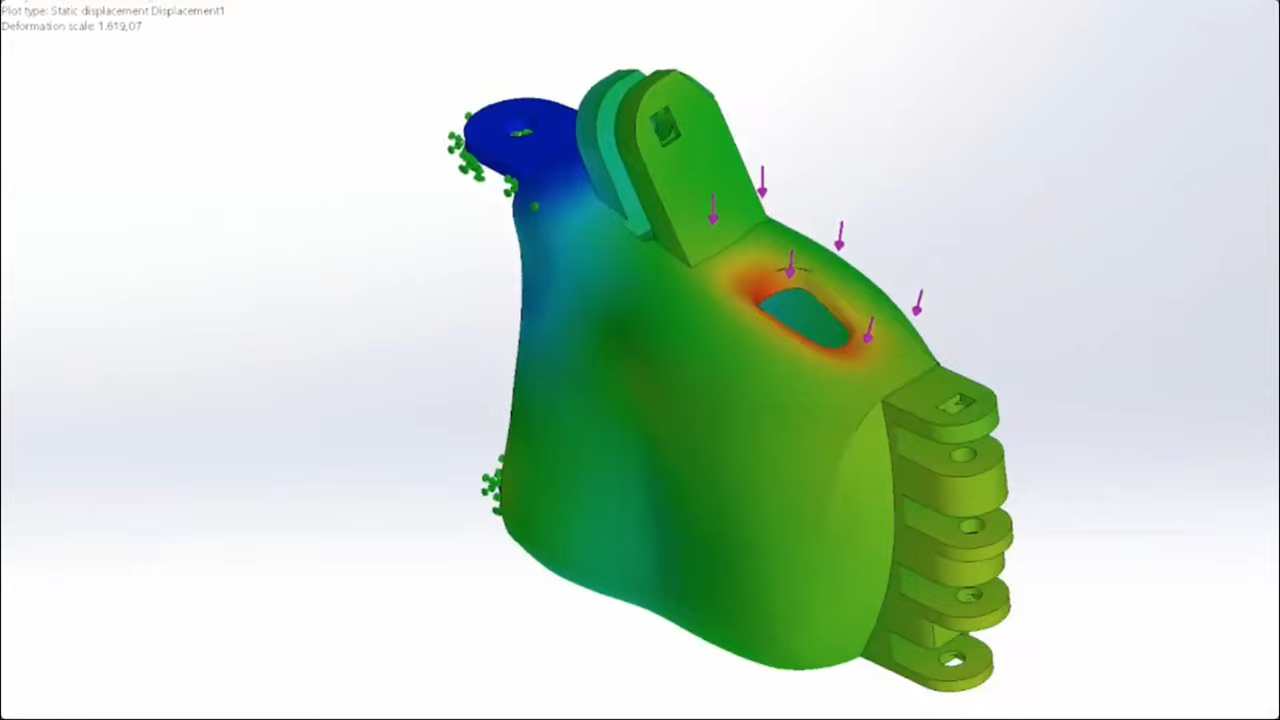 Plot type: Static displacement Displacement1
Deformation scale: 1.619,07